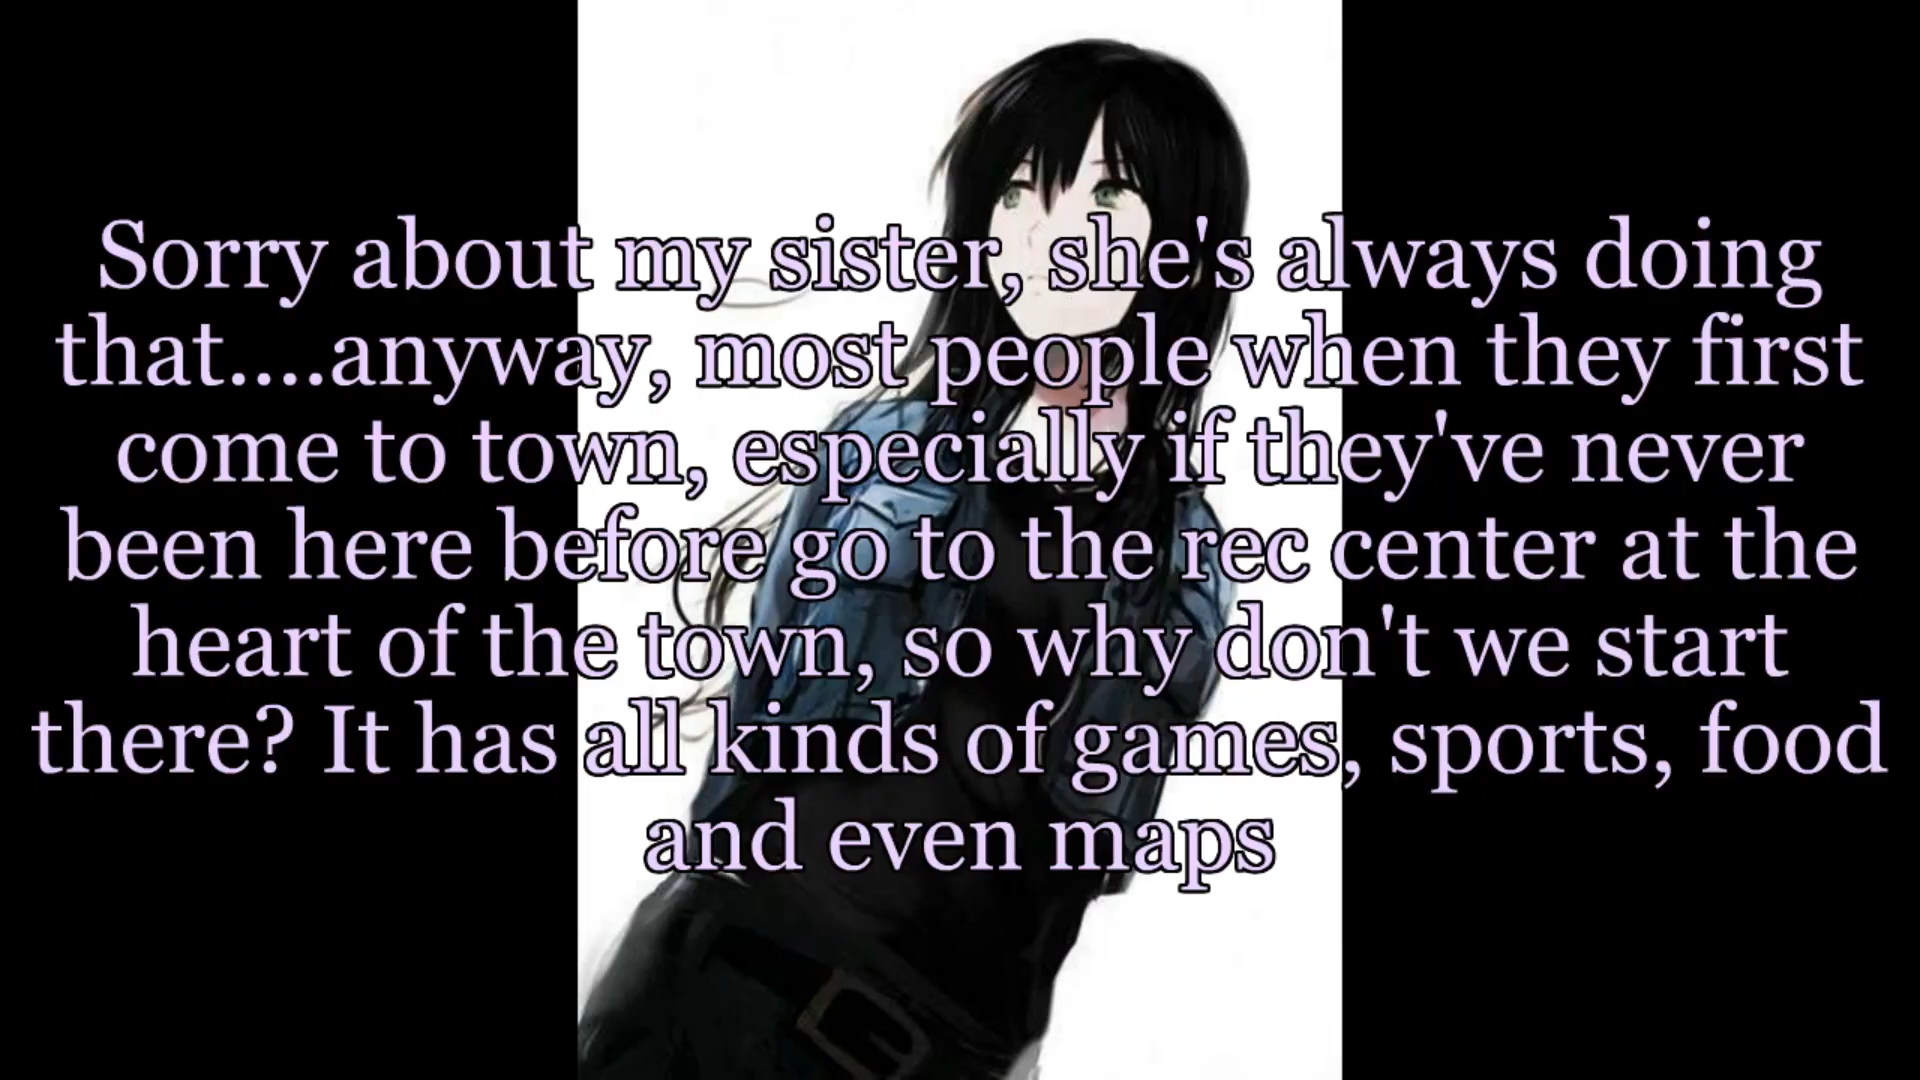 Sorry about my sister, she's always doing
that....anyway, most people when they first
come to town, especially if they've never
been here before go to the rec center at the
heart of the town, so why don't we start
there? It has all kinds of games, sports, food
and even maps